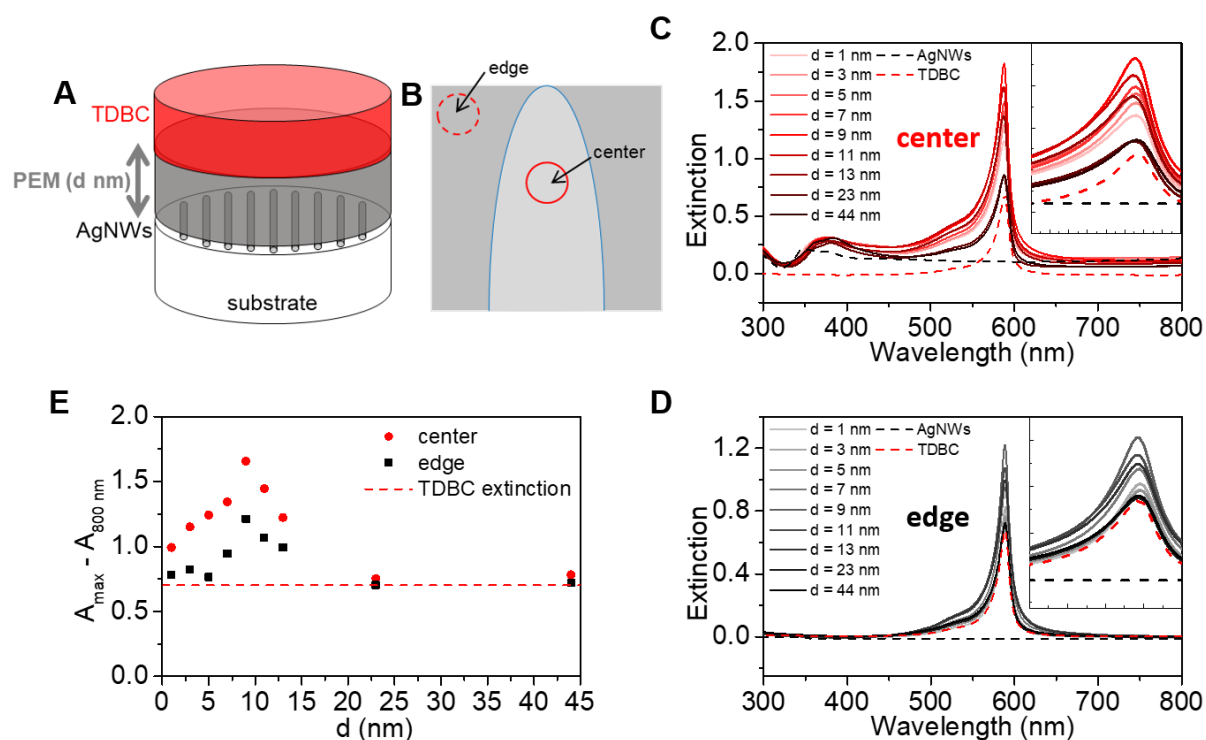 A
TDBC
PEM (d nm)
AgNWs
substrate
B
edge
center
C
2.0
1.5
1.0
0.5
0.0
Extinction
d = 1 nm
d = 3 nm
d = 5 nm
d = 7 nm
d = 9 nm
d = 11 nm
d = 13 nm
d = 23 nm
d = 44 nm
AgNWs
TDBC
center
300 400 500 600 700 800
Wavelength (nm)
E
2.0
1.5
1.0
0.5
0.0
Amax - A800 nm
center
edge
TDBC extinction
0 5 10 15 20 25 30 35 40 45
d (nm)
D
1.2
0.8
0.4
0.0
Extinction
d = 1 nm
d = 3 nm
d = 5 nm
d = 7 nm
d = 9 nm
d = 11 nm
d = 13 nm
d = 23 nm
d = 44 nm
AgNWs
TDBC
edge
300 400 500 600 700 800
Wavelength (nm)